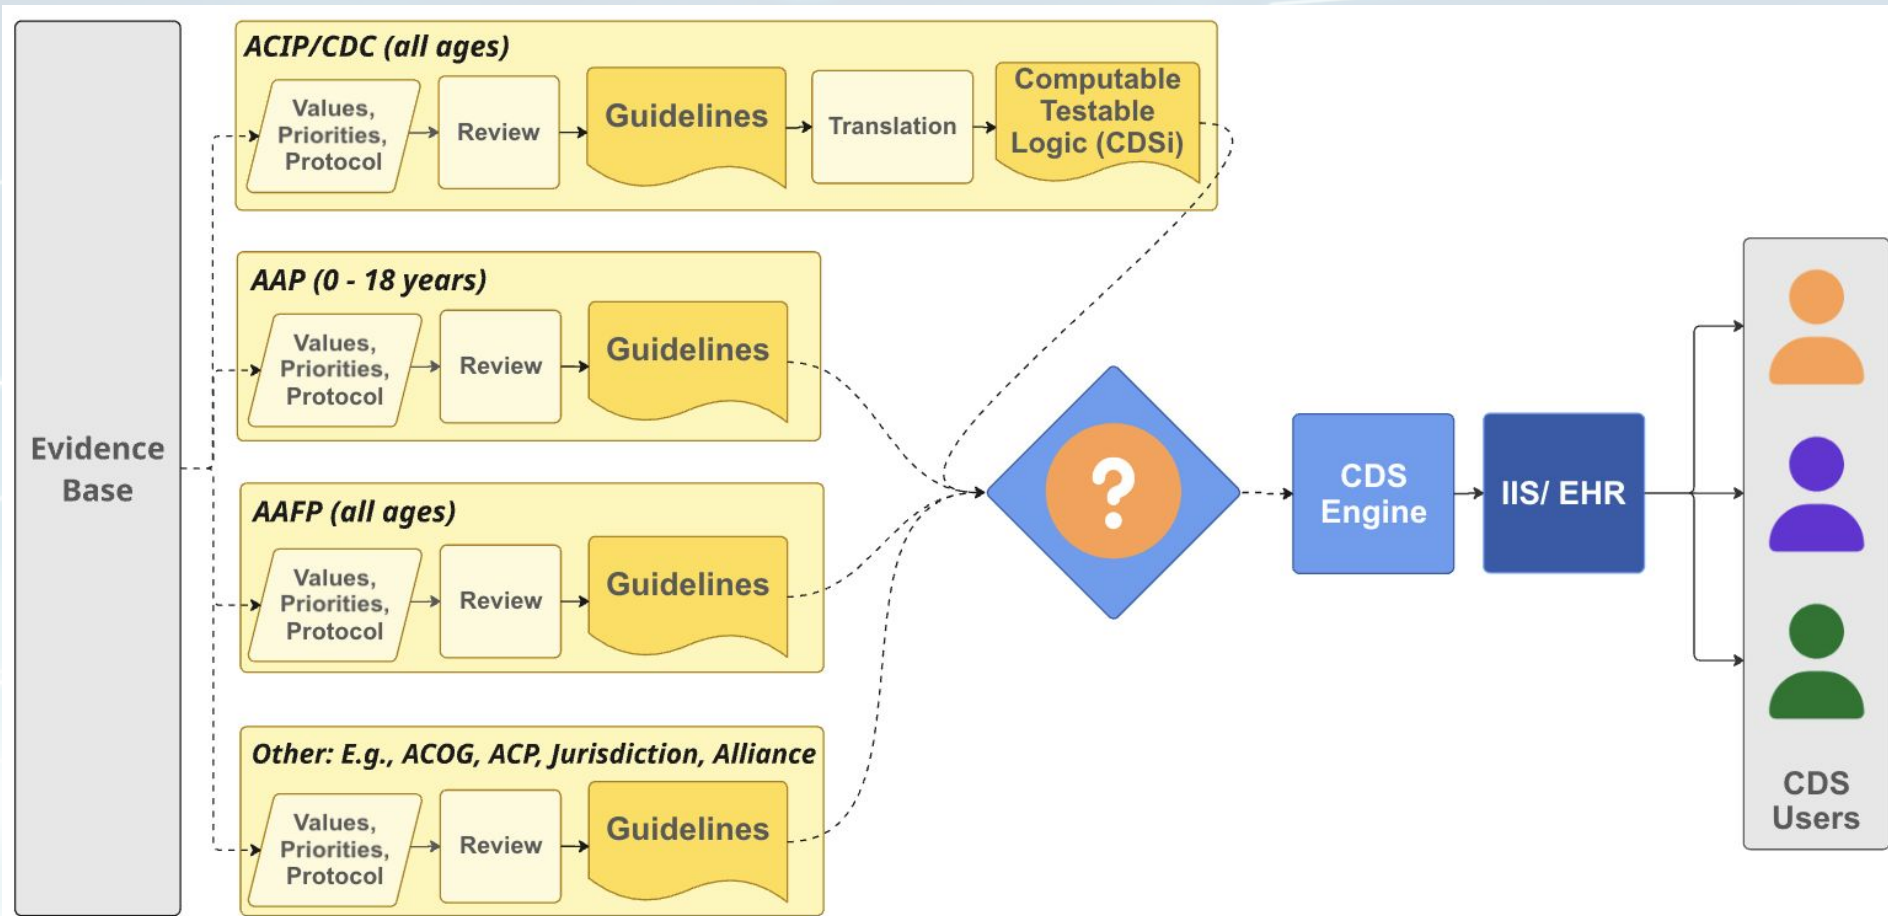 Evidence
Base
ACIP/CDC (all ages)
Values,
Priorities,
Protocol
Review
Guidelines
Translation
Computable
Testable
Logic (CDSi)
AAP (0 - 18 years)
Values,
Priorities,
Protocol
Review
Guidelines
AAFP (all ages)
Values,
Priorities,
Protocol
Review
Guidelines
Other: E.g., ACOG, ACP, Jurisdiction, Alliance
Values,
Priorities,
Protocol
Review
Guidelines
?
CDS
Engine
IIS/ EHR
CDS
Users